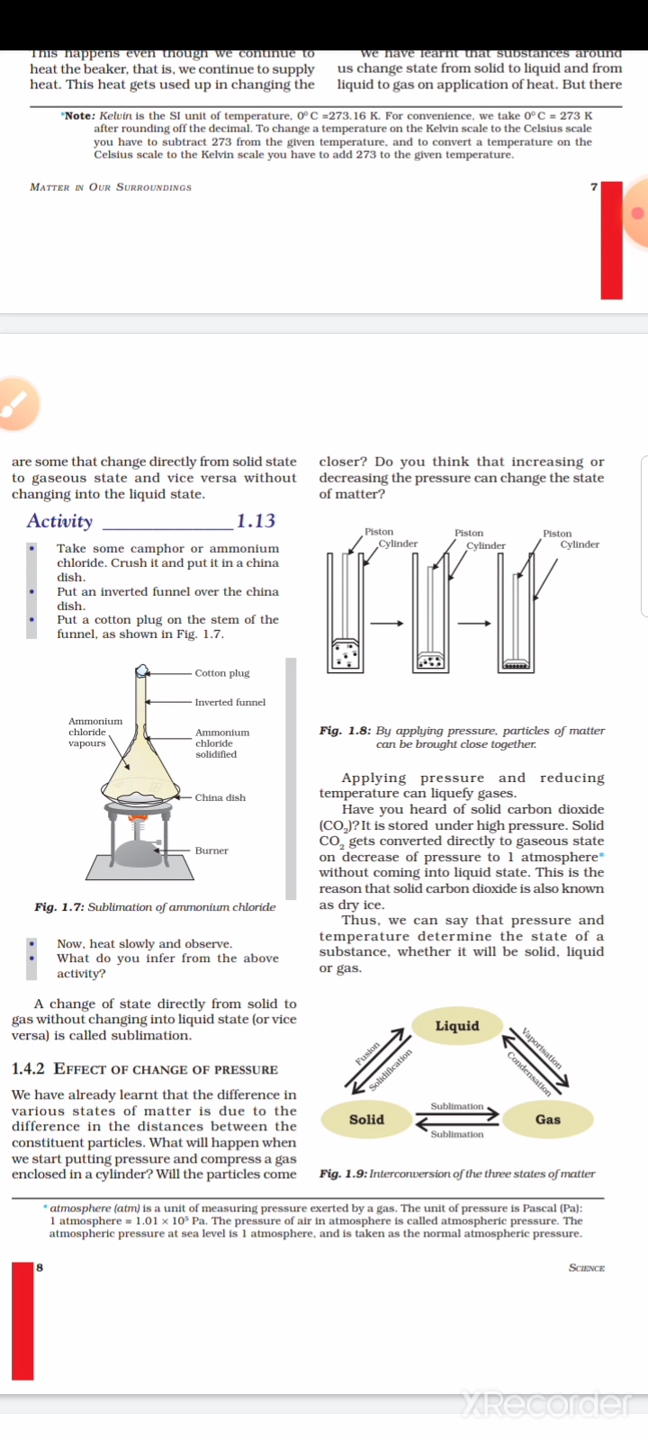 This happens even though we continue to
heat the beaker, that is, we continue to supply
heat. This heat gets used up in changing the
We have learnt that substances around
us change state from solid to liquid and from
liquid to gas on application of heat. But there
*Note: Kelvin is the SI unit of temperature, 0° C =273.16 K. For convenience, we take 0° C = 273 K
after rounding off the decimal. To change a temperature on the Kelvin scale to the Celsius scale
you have to subtract 273 from the given temperature, and to convert a temperature on the
Celsius scale to the Kelvin scale you have to add 273 to the given temperature.
MATTER IN OUR SURROUNDINGS
7
are some that change directly from solid state
to gaseous state and vice versa without
changing into the liquid state.
Activity ______________ 1.13
• Take some camphor or ammonium
chloride. Crush it and put it in a china
dish.
• Put an inverted funnel over the china
dish.
• Put a cotton plug on the stem of the
funnel, as shown in Fig. 1.7.
Cotton plug
Inverted funnel
Ammonium
chloride
vapours
Ammonium
chloride
solidified
China dish
Burner
Fig. 1.7: Sublimation of ammonium chloride
• Now, heat slowly and observe.
• What do you infer from the above
activity?
A change of state directly from solid to
gas without changing into liquid state (or vice
versa) is called sublimation.
1.4.2 EFFECT OF CHANGE OF PRESSURE
We have already learnt that the difference in
various states of matter is due to the
difference in the distances between the
constituent particles. What will happen when
we start putting pressure and compress a gas
enclosed in a cylinder? Will the particles come
closer? Do you think that increasing or
decreasing the pressure can change the state
of matter?
Piston
Cylinder
Piston
Cylinder
Piston
Cylinder
Fig. 1.8: By applying pressure, particles of matter
can be brought close together.
Applying pressure and reducing
temperature can liquefy gases.
Have you heard of solid carbon dioxide
(CO₂)? It is stored under high pressure. Solid
CO₂ gets converted directly to gaseous state
on decrease of pressure to 1 atmosphere*
without coming into liquid state. This is the
reason that solid carbon dioxide is also known
as dry ice.
Thus, we can say that pressure and
temperature determine the state of a
substance, whether it will be solid, liquid
or gas.
Liquid
Fusion
Solidification
Vaporisation
Condensation
Solid
Sublimation
Sublimation
Gas
Fig. 1.9: Interconversion of the three states of matter
* atmosphere (atm) is a unit of measuring pressure exerted by a gas. The unit of pressure is Pascal (Pa):
1 atmosphere = 1.01 × 10⁵ Pa. The pressure of air in atmosphere is called atmospheric pressure. The
atmospheric pressure at sea level is 1 atmosphere, and is taken as the normal atmospheric pressure.
8
SCIENCE
XRecorder